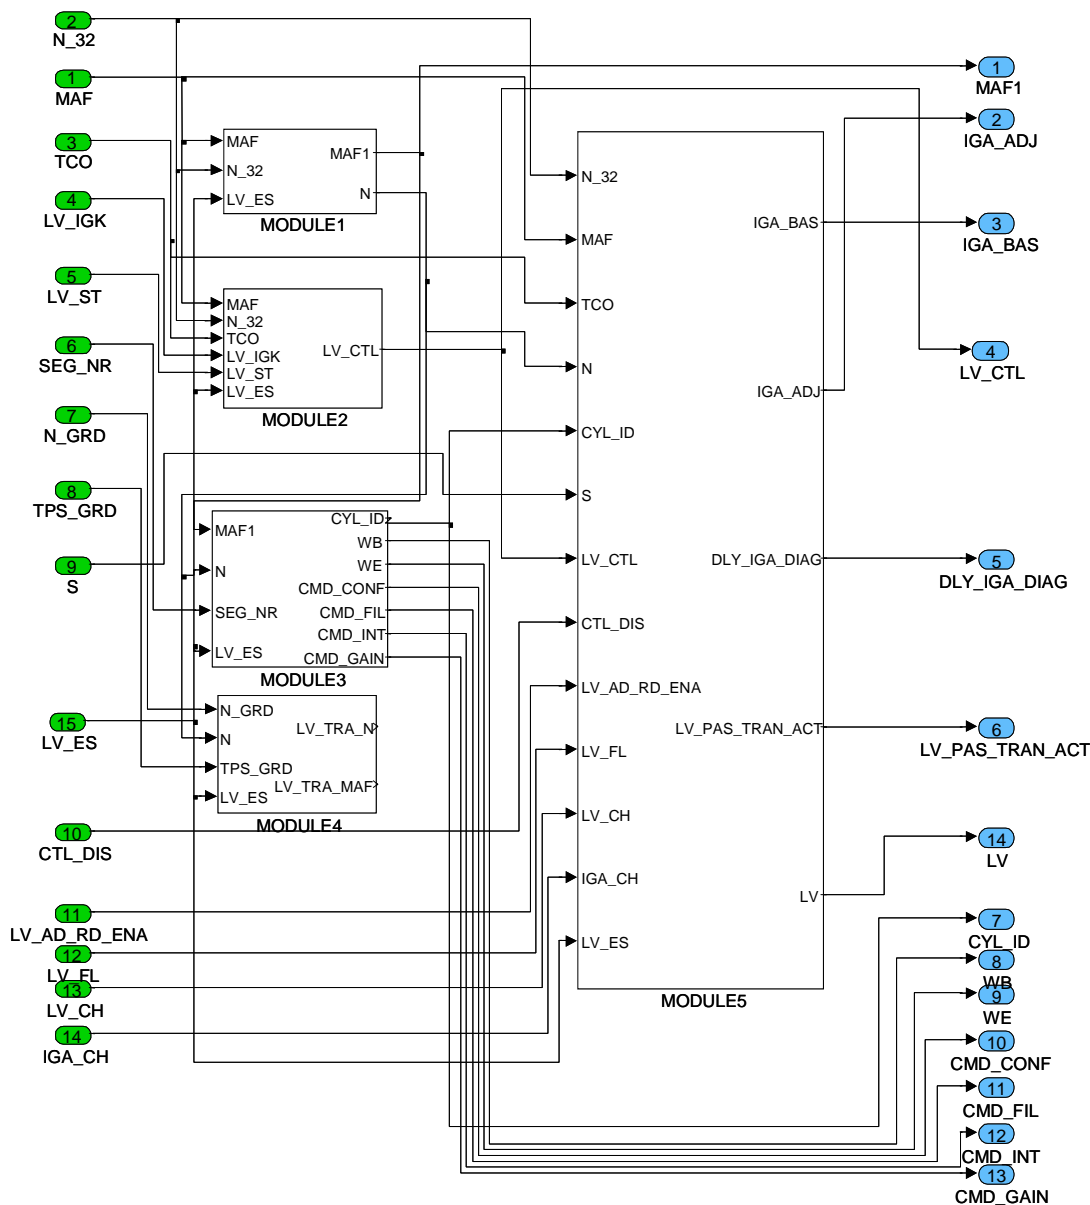 2
N_32
1
MAF
3
TCO
4
LV_IGK
5
LV_ST
6
SEG_NR
7
N_GRD
8
TPS_GRD
9
S
15
LV_ES
10
CTL_DIS
11
LV_AD_RD_ENA
12
LV_FL
13
LV_CH
14
IGA_CH
MAF
N_32
LV_ES
MAF1
N
MODULE1
MAF
N_32
TCO
LV_IGK
LV_ST
LV_ES
LV_CTL
MODULE2
MAF1
N
SEG_NR
LV_ES
CYL_IDz
WB
WE
CMD_CONF
CMD_FIL
CMD_INT
CMD_GAIN
MODULE3
N_GRD
N
TPS_GRD
LV_ES
LV_TRA_N
LV_TRA_MAF
MODULE4
N_32
MAF
TCO
N
CYL_ID
S
LV_CTL
CTL_DIS
LV_AD_RD_ENA
LV_FL
LV_CH
IGA_CH
LV_ES
IGA_BAS
IGA_ADJ
DLY_IGA_DIAG
LV_PAS_TRAN_ACT
LV
MODULE5
1
MAF1
2
IGA_ADJ
3
IGA_BAS
4
LV_CTL
5
DLY_IGA_DIAG
6
LV_PAS_TRAN_ACT
14
LV
7
CYL_ID
8
WB
9
WE
10
CMD_CONF
11
CMD_FIL
12
CMD_INT
13
CMD_GAIN